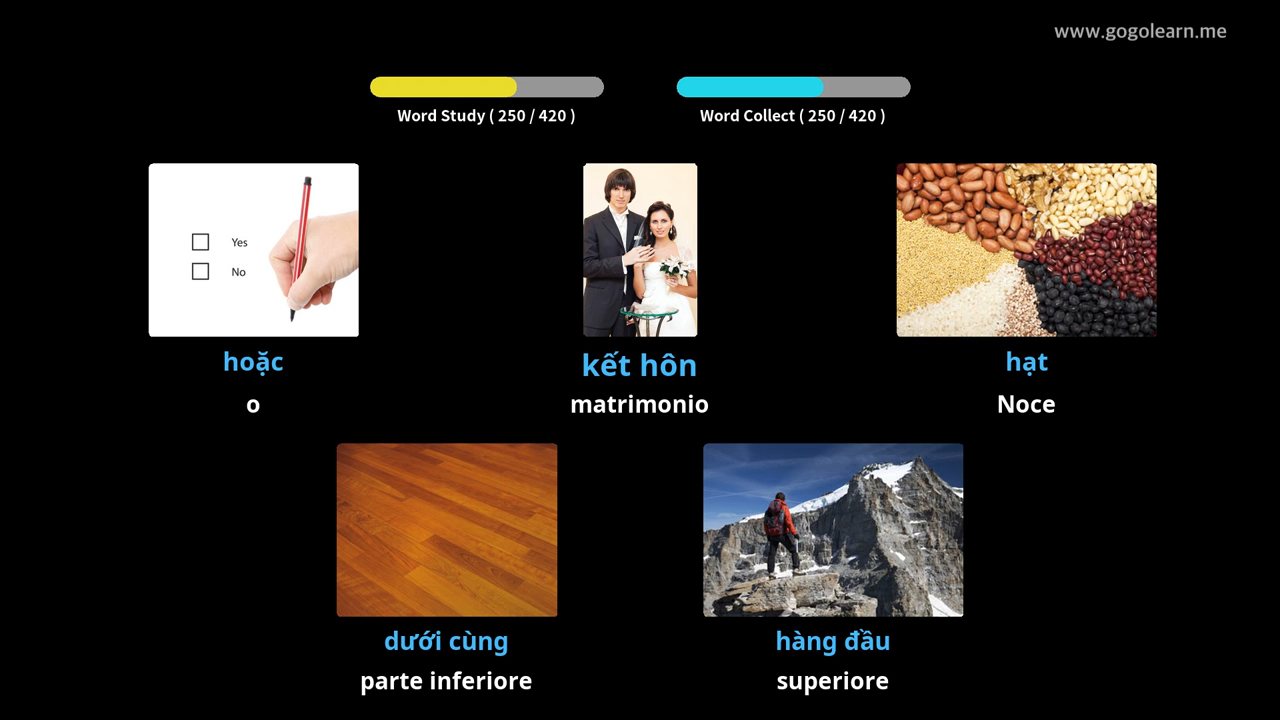 www.gogolearn.me
Word Study ( 250 / 420 )
Word Collect ( 250 / 420 )
Yes
No
hoặc
o
kết hôn
matrimonio
hạt
Noce
dưới cùng
parte inferiore
hàng đầu
superiore